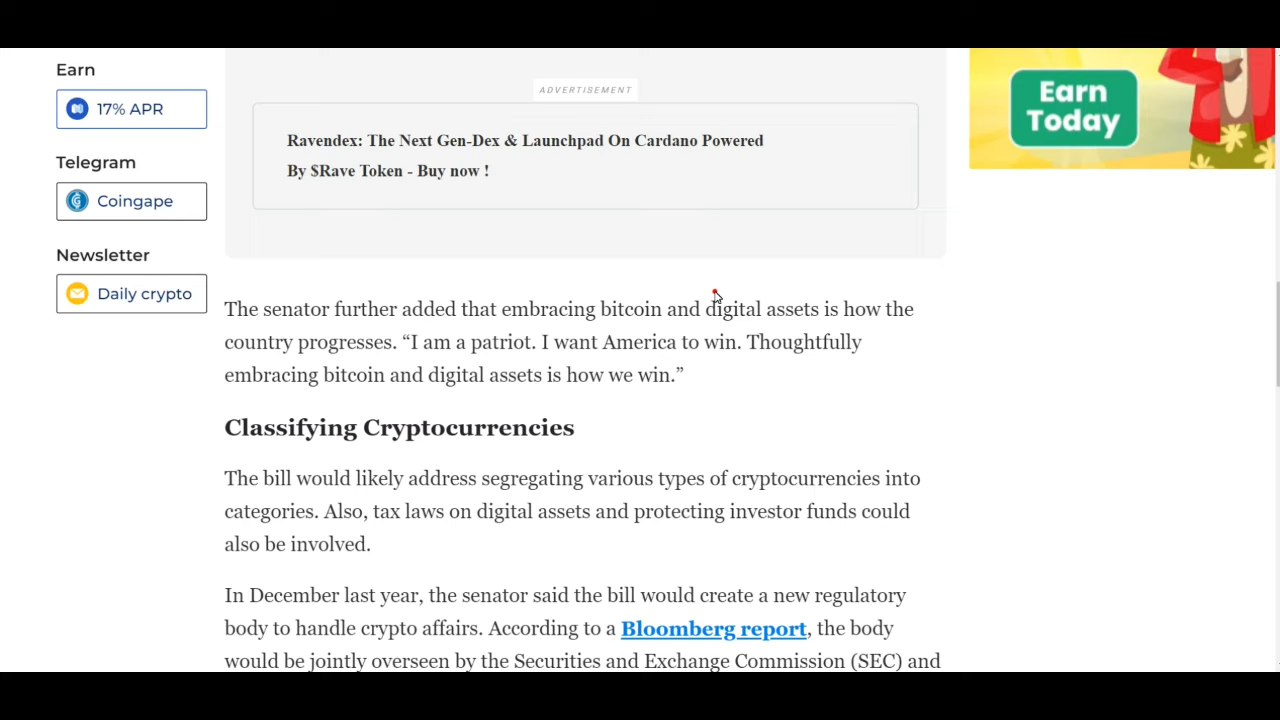 Earn
17% APR
Telegram
Coingape
Newsletter
Daily crypto
ADVERTISEMENT
Ravendex: The Next Gen-Dex & Launchpad On Cardano Powered
By $Rave Token - Buy now !
The senator further added that embracing bitcoin and digital assets is how the
country progresses. “I am a patriot. I want America to win. Thoughtfully
embracing bitcoin and digital assets is how we win.”
Classifying Cryptocurrencies
The bill would likely address segregating various types of cryptocurrencies into
categories. Also, tax laws on digital assets and protecting investor funds could
also be involved.
In December last year, the senator said the bill would create a new regulatory
body to handle crypto affairs. According to a Bloomberg report, the body
would be jointly overseen by the Securities and Exchange Commission (SEC) and
Earn
Today